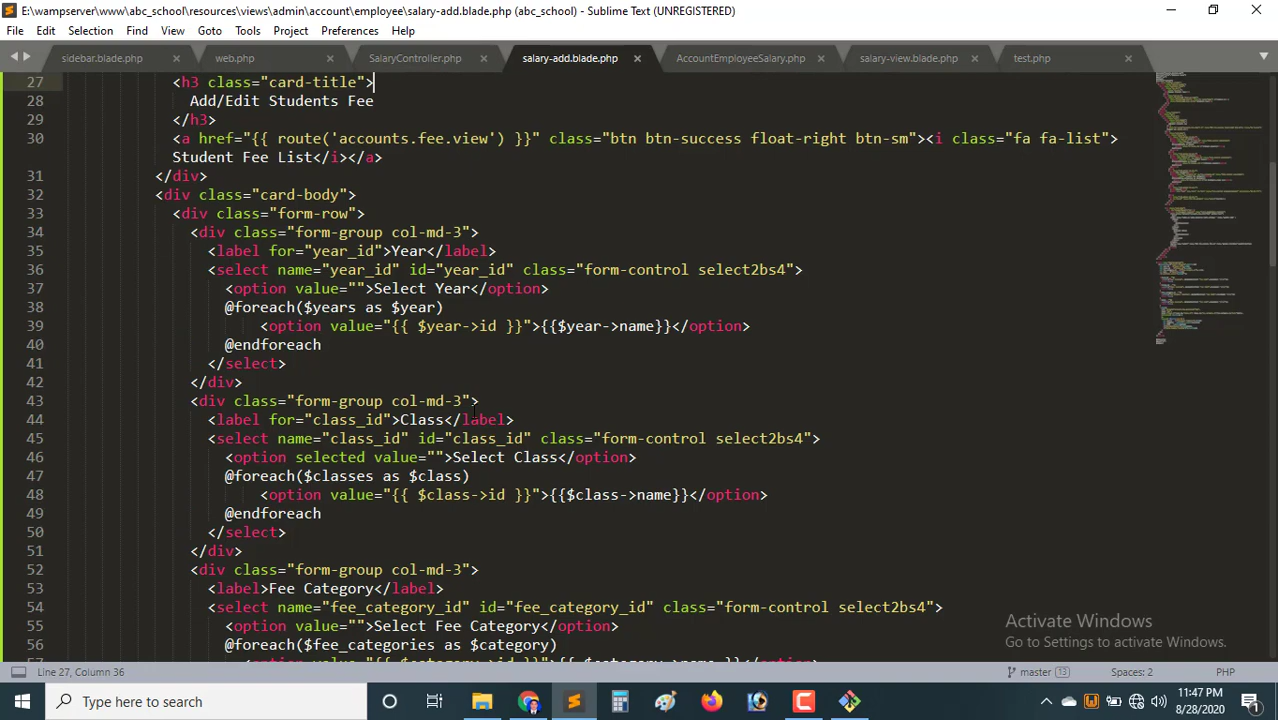 E:\wampserver\www\abc_school\resources\views\admin\account\employee\salary-add.blade.php (abc_school) - Sublime Text (UNREGISTERED)
File Edit Selection Find View Goto Tools Project Preferences Help
sidebar.blade.php × web.php × SalaryController.php × salary-add.blade.php × AccountEmployeeSalary.php × salary-view.blade.php × test.php ×
27 <h3 class="card-title">
28 Add/Edit Students Fee
29 </h3>
30 <a href="{{ route('accounts.fee.view') }}" class="btn btn-success float-right btn-sm"><i class="fa fa-list">
Student Fee List</i></a>
31 </div>
32 <div class="card-body">
33 <div class="form-row">
34 <div class="form-group col-md-3">
35 <label for="year_id">Year</label>
36 <select name="year_id" id="year_id" class="form-control select2bs4">
37 <option value="">Select Year</option>
38 @foreach($years as $year)
39 <option value="{{ $year->id }}">{{$year->name}}</option>
40 @endforeach
41 </select>
42 </div>
43 <div class="form-group col-md-3">
44 <label for="class_id">Class</label>
45 <select name="class_id" id="class_id" class="form-control select2bs4">
46 <option selected value="">Select Class</option>
47 @foreach($classes as $class)
48 <option value="{{ $class->id }}">{{$class->name}}</option>
49 @endforeach
50 </select>
51 </div>
52 <div class="form-group col-md-3">
53 <label>Fee Category</label>
54 <select name="fee_category_id" id="fee_category_id" class="form-control select2bs4">
55 <option value="">Select Fee Category</option>
56 @foreach($fee_categories as $category)
57 <option value="{{ $category->id }}">{{ $category->name }}</option>
Activate Windows
Go to Settings to activate Windows.
Line 27, Column 36 master 13 Spaces: 2 PHP
Type here to search
11:47 PM
8/28/2020